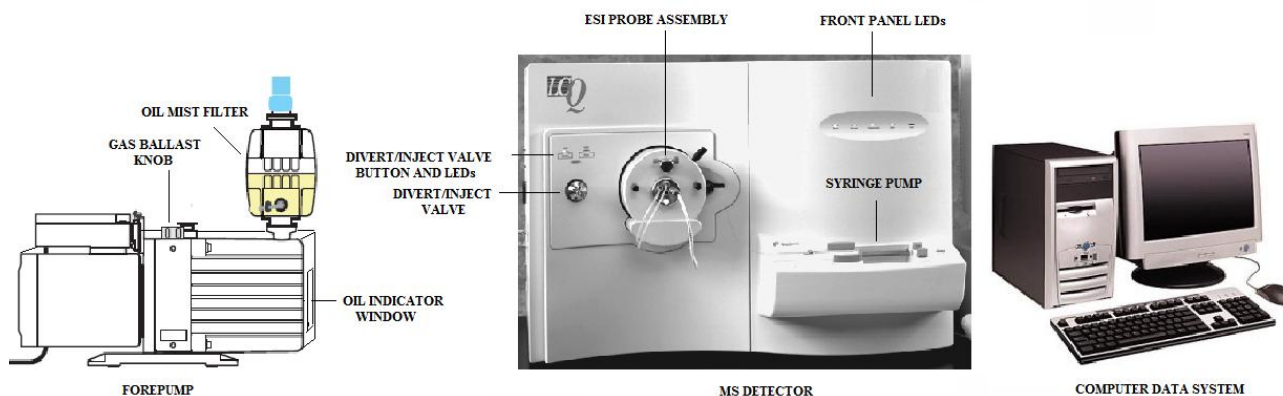 ESI PROBE ASSEMBLY
FRONT PANEL LEDs
OIL MIST FILTER
GAS BALLAST
KNOB
DIVERT/INJECT VALVE
BUTTON AND LEDs
DIVERT/INJECT
VALVE
SYRINGE PUMP
OIL INDICATOR
WINDOW
FOREPUMP
MS DETECTOR
COMPUTER DATA SYSTEM
LCQ